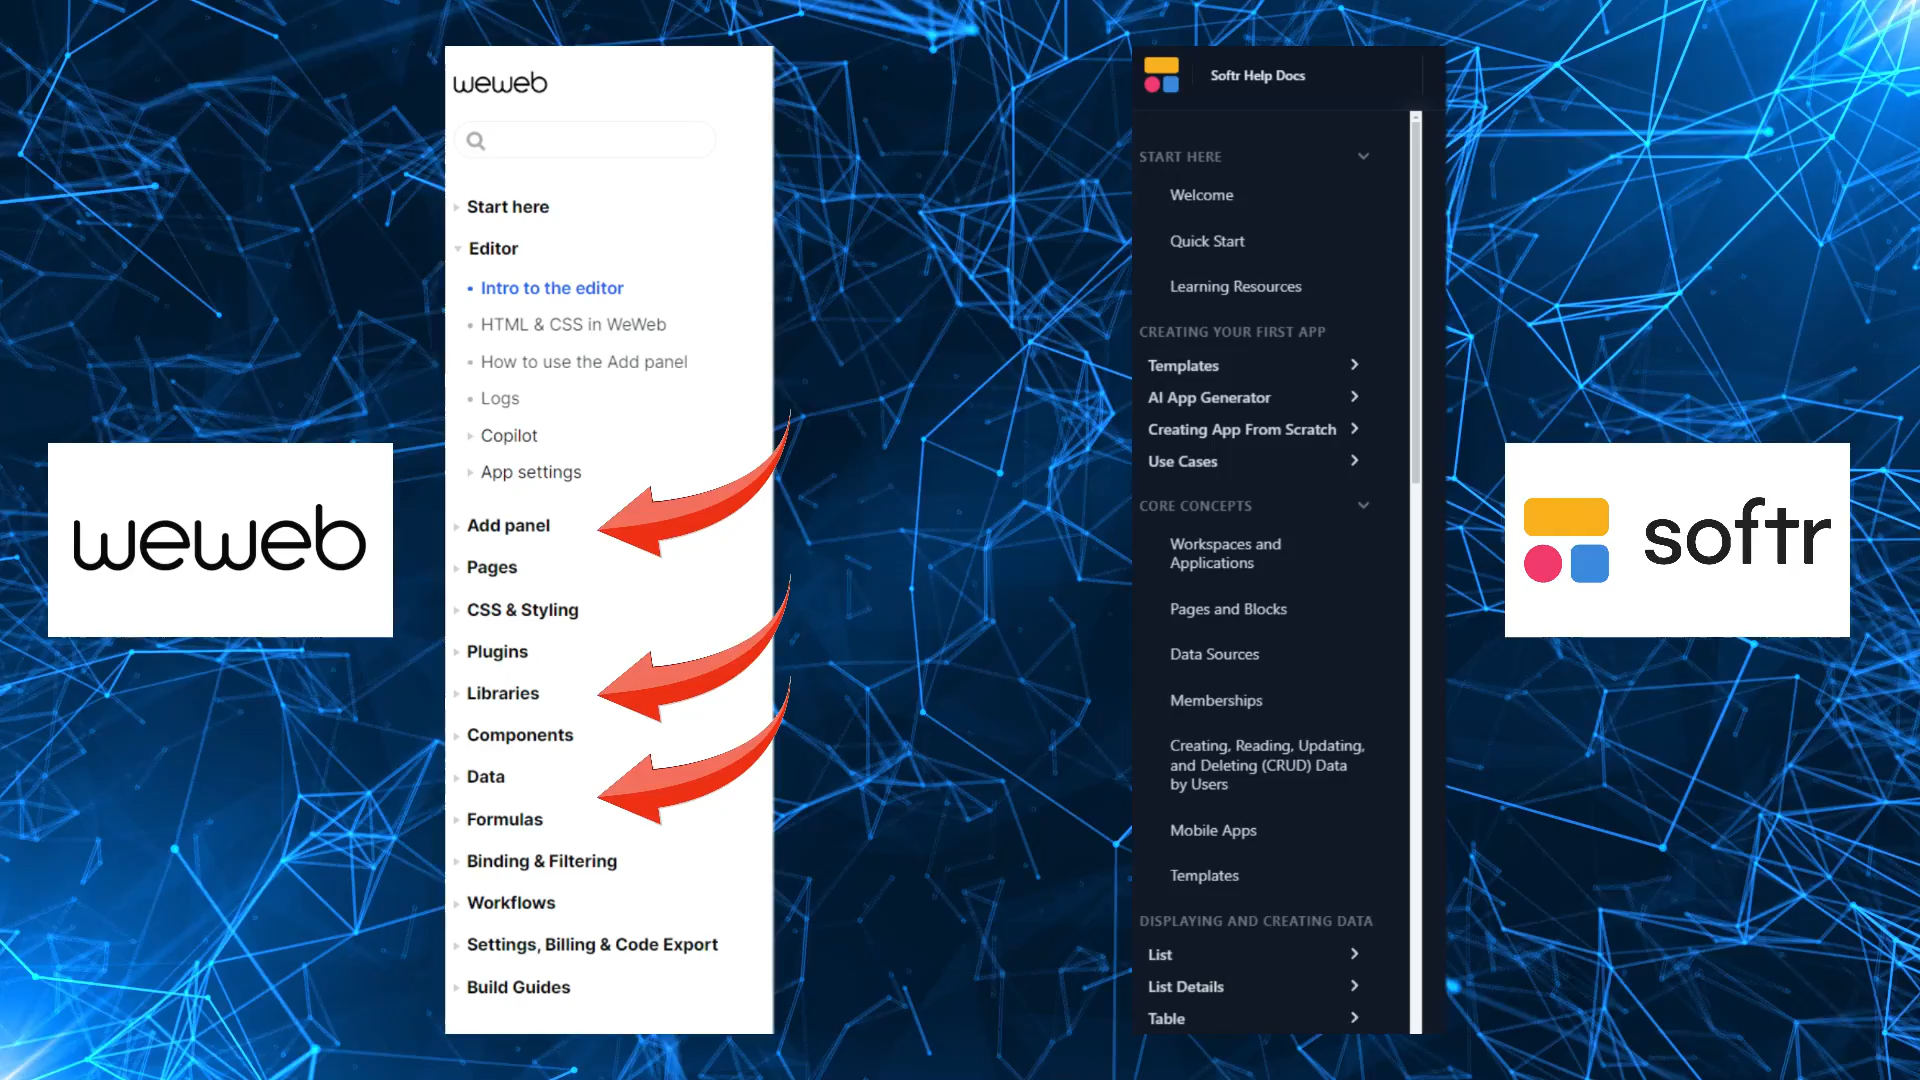 weweb
weweb
Start here
Editor
Intro to the editor
HTML & CSS in WeWeb
How to use the Add panel
Logs
Copilot
App settings
Add panel
Pages
CSS & Styling
Plugins
Libraries
Components
Data
Formulas
Binding & Filtering
Workflows
Settings, Billing & Code Export
Build Guides
Softr Help Docs
START HERE
Welcome
Quick Start
Learning Resources
CREATING YOUR FIRST APP
Templates
AI App Generator
Creating App From Scratch
Use Cases
CORE CONCEPTS
Workspaces and
Applications
Pages and Blocks
Data Sources
Memberships
Creating, Reading, Updating,
and Deleting (CRUD) Data
by Users
Mobile Apps
Templates
DISPLAYING AND CREATING DATA
List
List Details
Table
softr